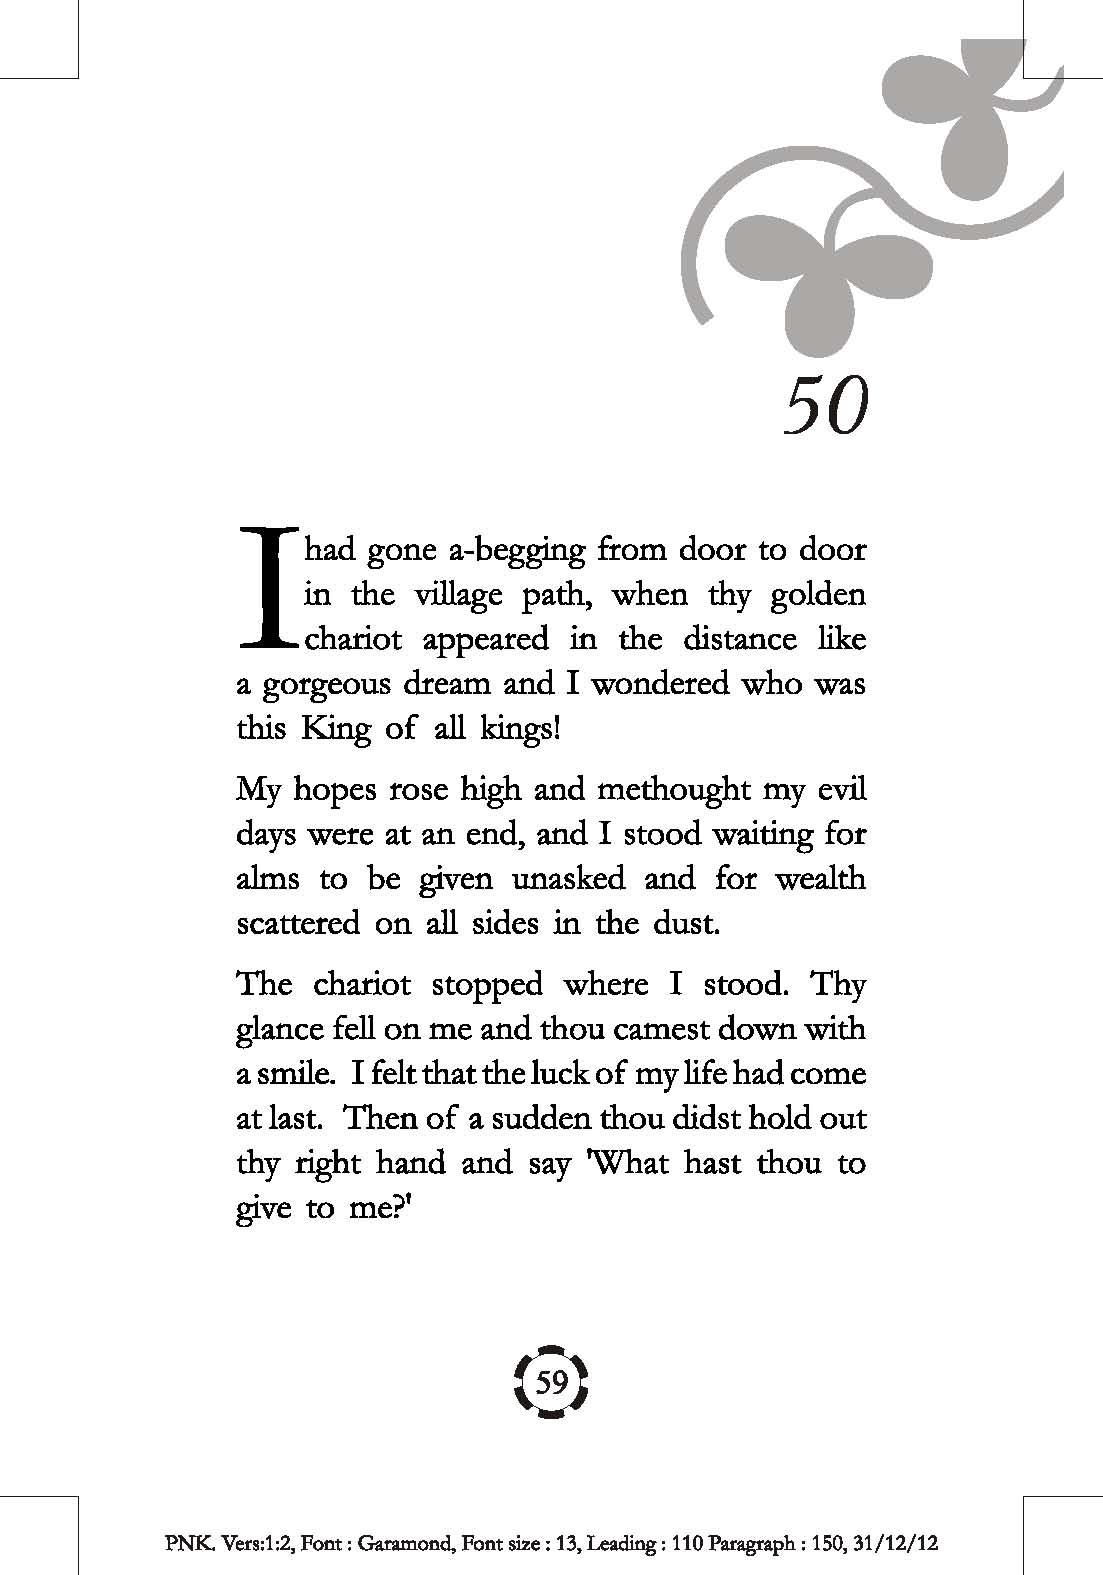 50
I had gone a-begging from door to door
in the village path, when thy golden
chariot appeared in the distance like
a gorgeous dream and I wondered who was
this King of all kings!
My hopes rose high and methought my evil
days were at an end, and I stood waiting for
alms to be given unasked and for wealth
scattered on all sides in the dust.
The chariot stopped where I stood. Thy
glance fell on me and thou camest down with
a smile. I felt that the luck of my life had come
at last. Then of a sudden thou didst hold out
thy right hand and say 'What hast thou to
give to me?'
59
PNK. Vers:1:2, Font : Garamond, Font size : 13, Leading : 110 Paragraph : 150, 31/12/12